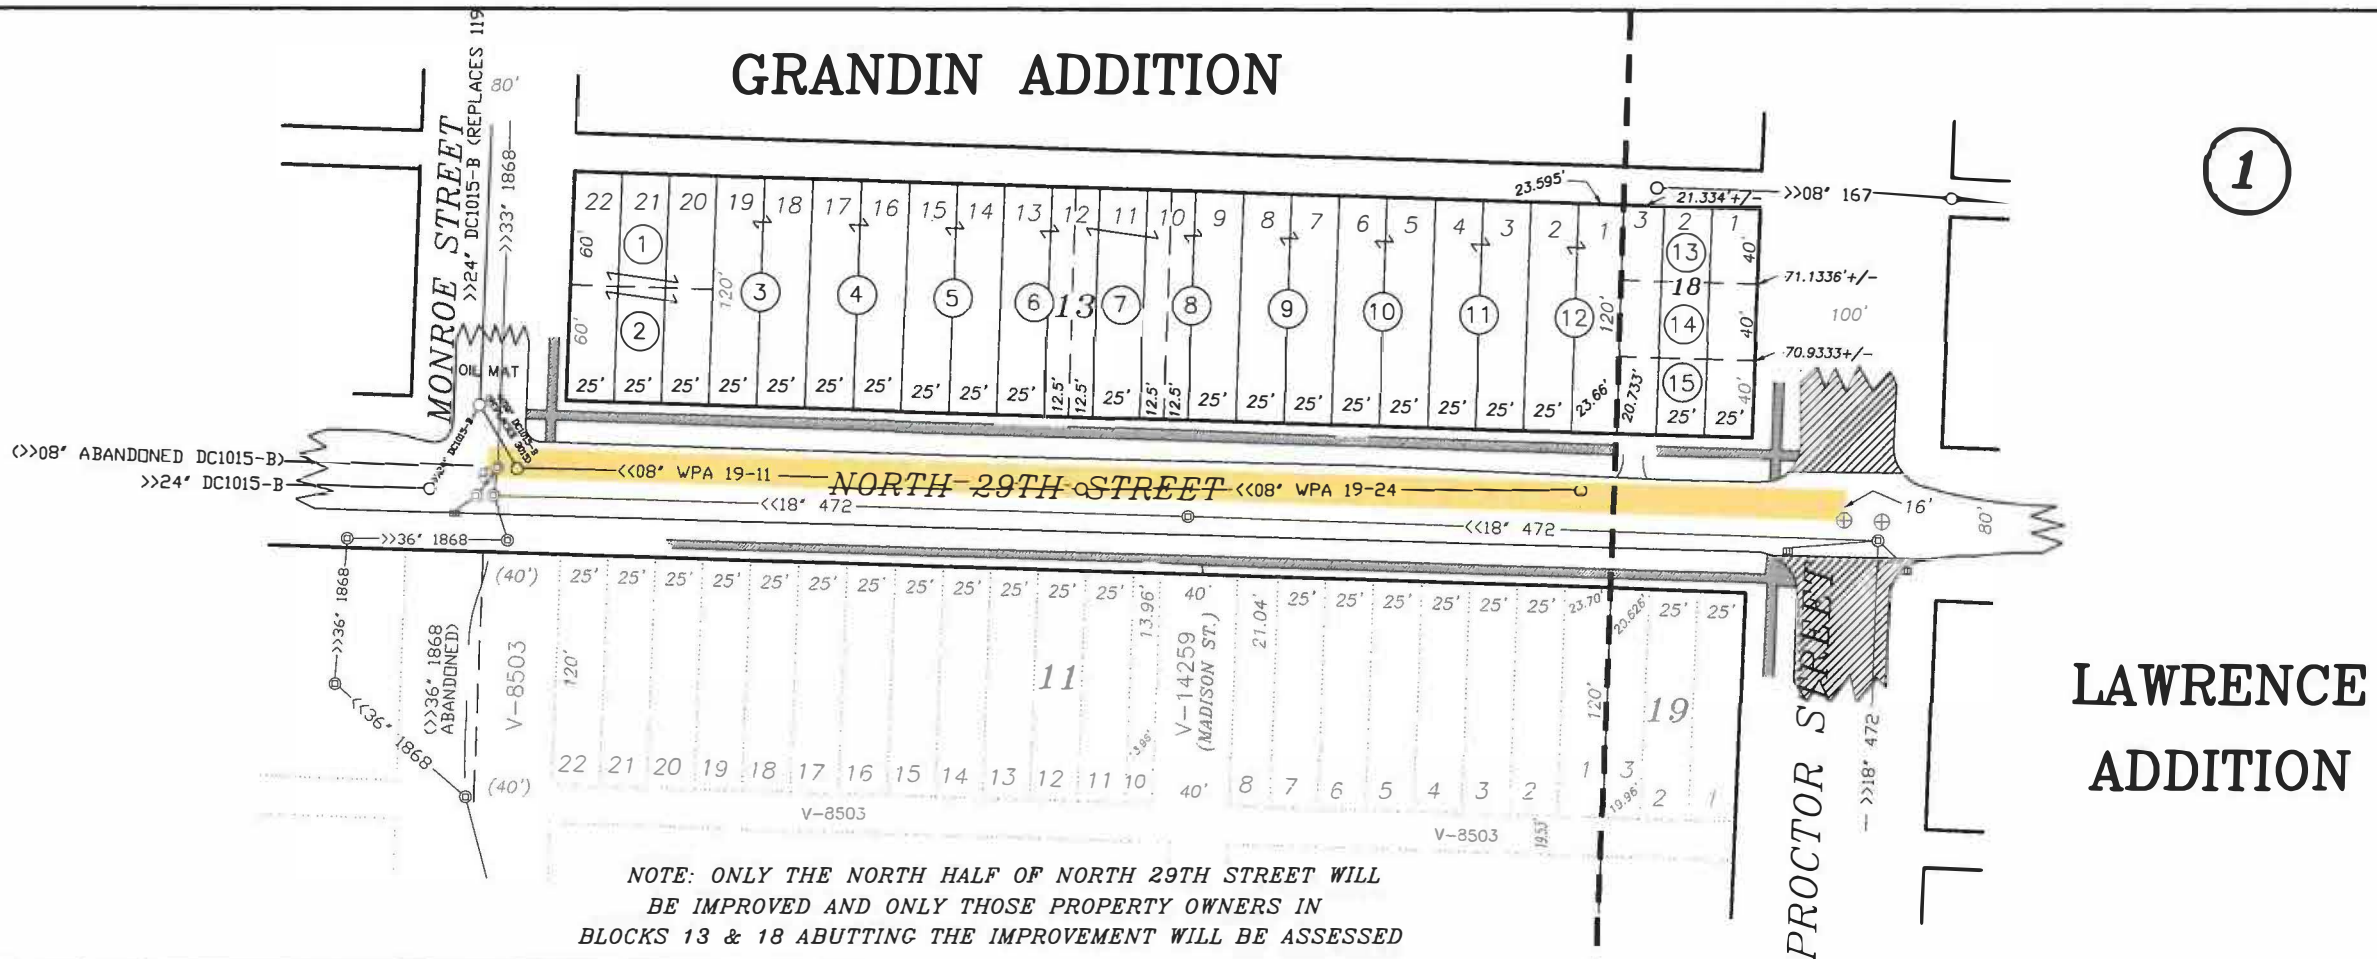 GRANDIN ADDITION
1
MONROE STREET
>>24" DC1015-B (REPLACES 119
80'
>>33" 1868
22 21 20 19 18 17 16 15 14 13 12 11 10 9 8 7 6 5 4 3 2 1 3 2 1
23.595'
21.334'+/-
>>08" 167
60'
60'
120'
1
2
3
4
5
6
13
7
8
9
10
11
12
120'
13
18
14
15
40'
40'
40'
71.1336'+/-
70.9333+/-
100'
25' 25' 25' 25' 25' 25' 25' 25' 25' 25' 12.5' 12.5' 25' 12.5' 12.5' 25' 25' 25' 25' 25' 25' 25' 25' 23.66' 20.733' 25' 25'
OIL MAT
(>>08" ABANDONED DC1015-B)
>>24" DC1015-B
<<08" WPA 19-11
NORTH 29TH STREET
<<08" WPA 19-24
<<18" 472
<<18" 472
16'
80'
>>36" 1868
>>36" 1868
<<36" 1868
(>>36" 1868
ABANDONED)
(40')
(40')
V-8503
120'
25' 25' 25' 25' 25' 25' 25' 25' 25' 25' 25' 25' 13.96' 40' 21.04' 25' 25' 25' 25' 25' 25' 23.70' 20.626' 25' 25'
11
V-14259
(MADISON ST.)
120'
19
22 21 20 19 18 17 16 15 14 13 12 11 10 40' 8 7 6 5 4 3 2 1 3 2 1
19.96'
V-8503
V-8503
19.53'
PROCTOR STREET
>>18" 472
LAWRENCE
ADDITION
NOTE: ONLY THE NORTH HALF OF NORTH 29TH STREET WILL
BE IMPROVED AND ONLY THOSE PROPERTY OWNERS IN
BLOCKS 13 & 18 ABUTTING THE IMPROVEMENT WILL BE ASSESSED